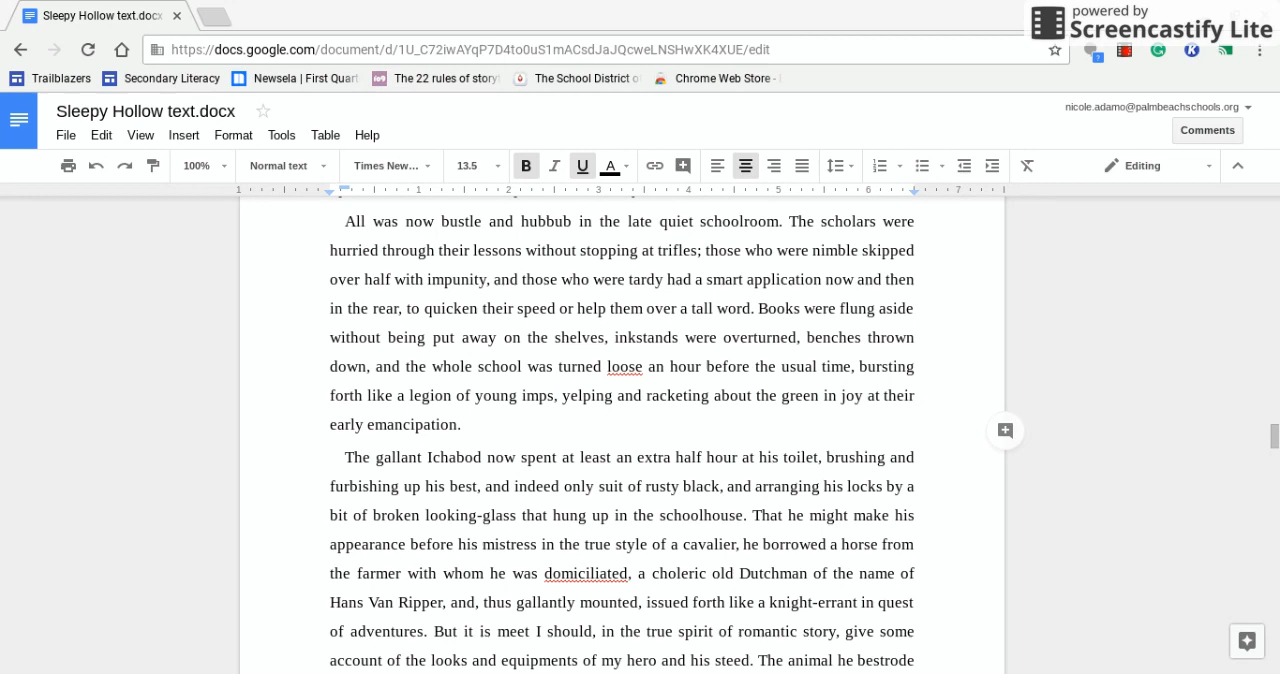 Sleepy Hollow text.docx
powered by
Screencastify Lite
https://docs.google.com/document/d/1U_C72iwAYqP7D4to0uS1mACsdJaJQcweLNSHwXK4XUE/edit
Trailblazers Secondary Literacy Newsela | First Quart The 22 rules of story The School District o Chrome Web Store -
Sleepy Hollow text.docx
nicole.adamo@palmbeachschools.org
File Edit View Insert Format Tools Table Help
Comments
100% Normal text Times New... 13.5 B I U A Editing
1 1 2 3 4 5 6 7
All was now bustle and hubbub in the late quiet schoolroom. The scholars were
hurried through their lessons without stopping at trifles; those who were nimble skipped
over half with impunity, and those who were tardy had a smart application now and then
in the rear, to quicken their speed or help them over a tall word. Books were flung aside
without being put away on the shelves, inkstands were overturned, benches thrown
down, and the whole school was turned loose an hour before the usual time, bursting
forth like a legion of young imps, yelping and racketing about the green in joy at their
early emancipation.
The gallant Ichabod now spent at least an extra half hour at his toilet, brushing and
furbishing up his best, and indeed only suit of rusty black, and arranging his locks by a
bit of broken looking-glass that hung up in the schoolhouse. That he might make his
appearance before his mistress in the true style of a cavalier, he borrowed a horse from
the farmer with whom he was domiciliated, a choleric old Dutchman of the name of
Hans Van Ripper, and, thus gallantly mounted, issued forth like a knight-errant in quest
of adventures. But it is meet I should, in the true spirit of romantic story, give some
account of the looks and equipments of my hero and his steed. The animal he bestrode